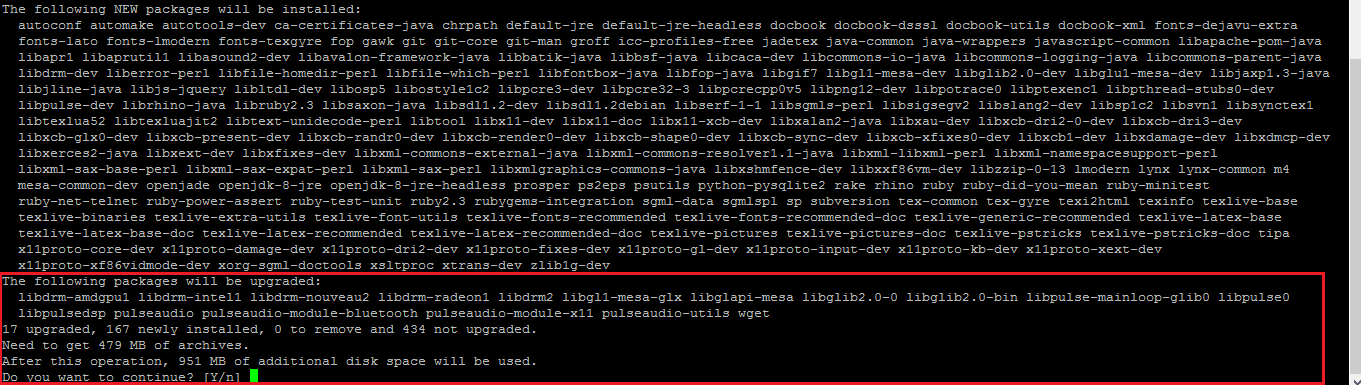 The following NEW packages will be installed:
autoconf automake autotools-dev ca-certificates-java chrpath default-jre default-jre-headless docbook docbook-dsssl docbook-utils docbook-xml fonts-dejavu-extra
fonts-lato fonts-lmodern fonts-texgyre fop gawk git git-core git-man groff icc-profiles-free jadetex java-common java-wrappers javascript-common libapache-pom-java
libapr1 libaprutil1 libasound2-dev libavalon-framework-java libbatik-java libbsf-java libcaca-dev libcommons-io-java libcommons-logging-java libcommons-parent-java
libdrm-dev liberror-perl libfile-homedir-perl libfile-which-perl libfontbox-java libfop-java libgif7 libgl1-mesa-dev libglib2.0-dev libglu1-mesa-dev libjaxp1.3-java
libjline-java libjs-jquery libltdl-dev libosp5 libostyle1c2 libpcre3-dev libpcre32-3 libpcrecpp0v5 libpng12-dev libpotrace0 libptexenc1 libpthread-stubs0-dev
libpulse-dev librhino-java libruby2.3 libsaxon-java libsdl1.2-dev libsdl1.2debian libserf-1-1 libsgmls-perl libsigsegv2 libslang2-dev libsp1c2 libsvn1 libsynctex1
libtexlua52 libtexluajit2 libtext-unidecode-perl libtool libx11-dev libx11-doc libx11-xcb-dev libxalan2-java libxau-dev libxcb-dri2-0-dev libxcb-dri3-dev
libxcb-glx0-dev libxcb-present-dev libxcb-randr0-dev libxcb-render0-dev libxcb-shape0-dev libxcb-sync-dev libxcb-xfixes0-dev libxcb1-dev libxdamage-dev libxdmcp-dev
libxerces2-java libxext-dev libxfixes-dev libxml-commons-external-java libxml-commons-resolver1.1-java libxml-libxml-perl libxml-namespacesupport-perl
libxml-sax-base-perl libxml-sax-expat-perl libxml-sax-perl libxmlgraphics-commons-java libxshmfence-dev libxxf86vm-dev libzzip-0-13 lmodern lynx lynx-common m4
mesa-common-dev openjade openjdk-8-jre openjdk-8-jre-headless prosper ps2eps psutils python-pysqlite2 rake rhino ruby ruby-did-you-mean ruby-minitest
ruby-net-telnet ruby-power-assert ruby-test-unit ruby2.3 rubygems-integration sgml-data sgmlspl sp subversion tex-common tex-gyre texi2html texinfo texlive-base
texlive-binaries texlive-extra-utils texlive-font-utils texlive-fonts-recommended texlive-fonts-recommended-doc texlive-generic-recommended texlive-latex-base
texlive-latex-base-doc texlive-latex-recommended texlive-latex-recommended-doc texlive-pictures texlive-pictures-doc texlive-pstricks texlive-pstricks-doc tipa
x11proto-core-dev x11proto-damage-dev x11proto-dri2-dev x11proto-fixes-dev x11proto-gl-dev x11proto-input-dev x11proto-kb-dev x11proto-xext-dev
x11proto-xf86vidmode-dev xorg-sgml-doctools xsltproc xtrans-dev zlib1g-dev
The following packages will be upgraded:
libdrm-amdgpu1 libdrm-intel1 libdrm-nouveau2 libdrm-radeon1 libdrm2 libgl1-mesa-glx libglapi-mesa libglib2.0-0 libglib2.0-bin libpulse-mainloop-glib0 libpulse0
libpulsedsp pulseaudio pulseaudio-module-bluetooth pulseaudio-module-x11 pulseaudio-utils wget
17 upgraded, 167 newly installed, 0 to remove and 434 not upgraded.
Need to get 479 MB of archives.
After this operation, 951 MB of additional disk space will be used.
Do you want to continue? [Y/n]